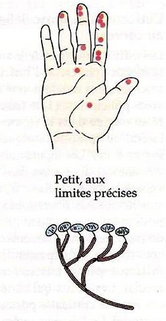 Petit, aux
limites précises